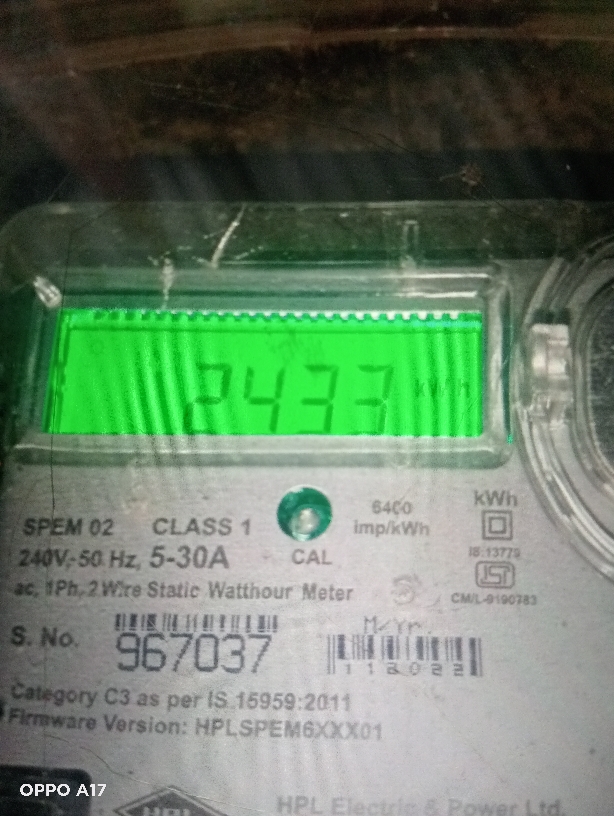 2433 kWh
SPEM 02 CLASS 1
240V,~50 Hz, 5-30A
CAL
6400
imp/kWh
kWh
IS:13779
ISI
CM/L-9190783
ac, 1Ph, 2 Wire Static Watthour Meter
S. No.
967037
M/Yr.
Category C3 as per IS 15959:2011
Firmware Version: HPLSPEM6XXX01
HPL
HPL Electric & Power Ltd.
OPPO A17